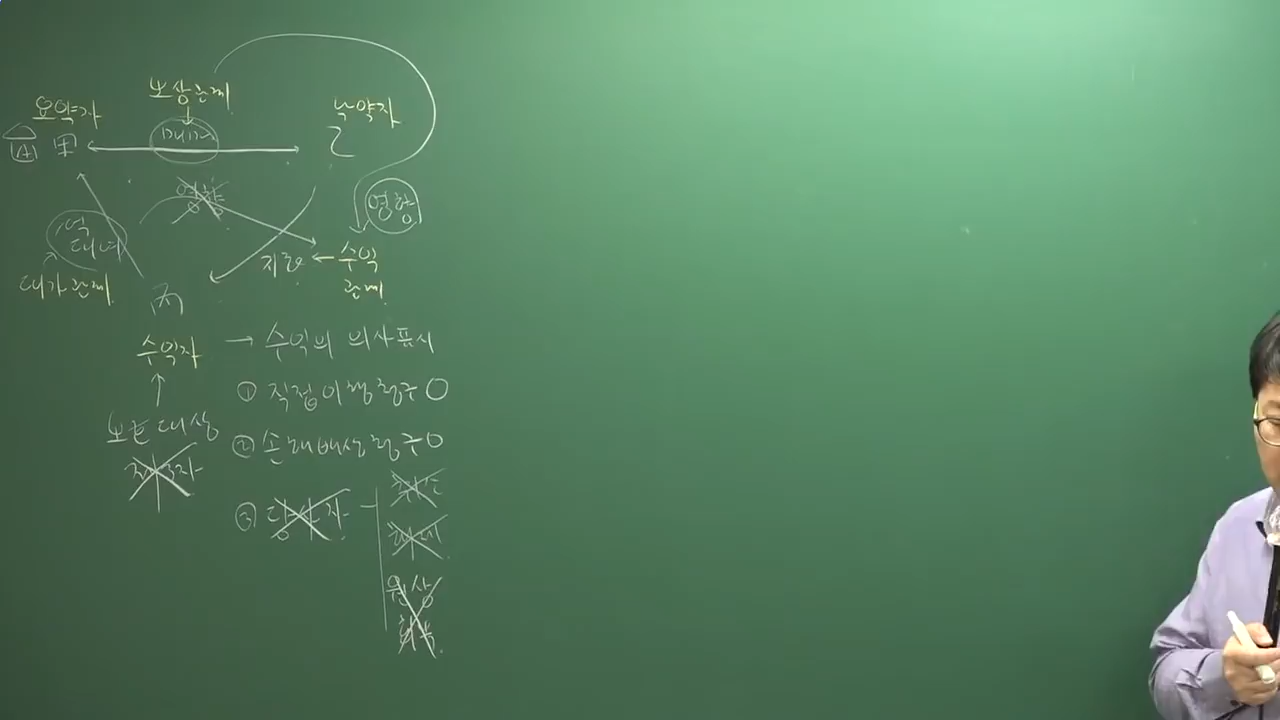 요약자
보상관계
낙약자
甲
乙
영향
영향
수익
관계
지급
대가관계
丙
수익자 → 수익의 의사표시
① 직접이행청구 O
보호대상
② 손해배상청구 O
제3자
③ 당사자
취소
해제
원상
회복